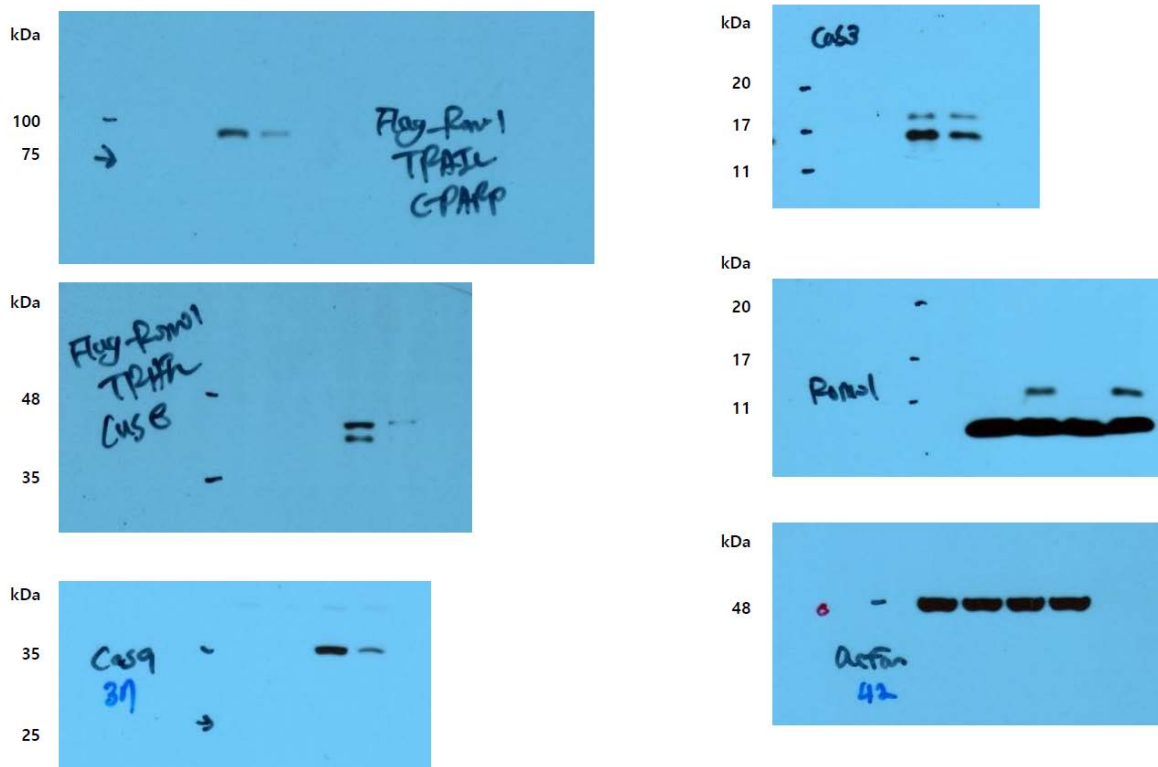 kDa
100
75
Flag-Romo1
TRAIL
C-PARP
kDa
48
35
Flag-Romo1
TRAIL
Cas8
kDa
35
25
Cas9
37
kDa
20
17
11
Cas3
kDa
20
17
11
Romo1
kDa
48
Actin
42